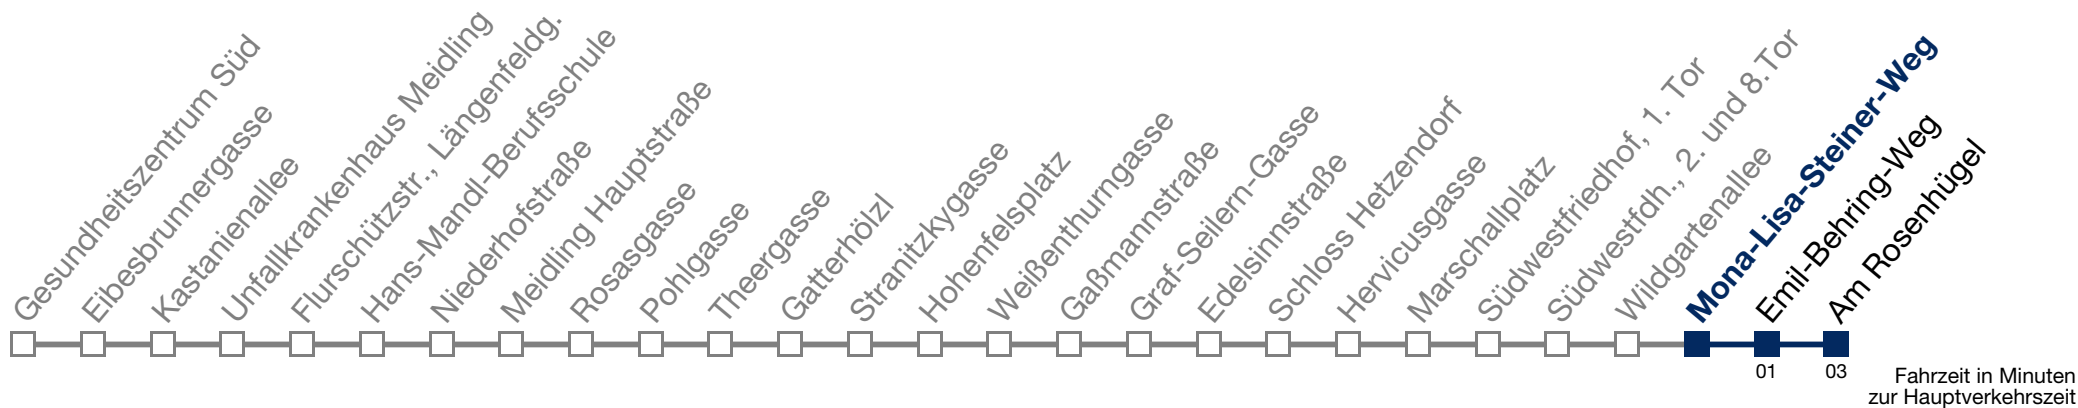 Gesundheitszentrum Süd
Eibesbrunnergasse
Kastanienallee
Unfallkrankenhaus Meidling
Flurschützstr., Längenfeldg.
Hans-Mandl-Berufsschule
Niederhofstraße
Meidling Hauptstraße
Rosasgasse
Pohlgasse
Theergasse
Gatterhölzl
Stranitzkygasse
Hohenfelsplatz
Weißenthurngasse
Gaßmannstraße
Graf-Seilern-Gasse
Edelsinnstraße
Schloss Hetzendorf
Hervicusgasse
Marschallplatz
Südwestfriedhof, 1. Tor
Südwestfdh., 2. und 8.Tor
Wildgartenallee
Mona-Lisa-Steiner-Weg
Emil-Behring-Weg
Am Rosenhügel
01
03
Fahrzeit in Minuten
zur Hauptverkehrszeit